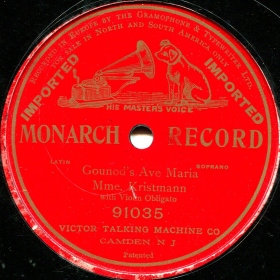 RECORDED IN EUROPE BY THE GRAMOPHONE & TYPEWRITER LTD
FOR SALE IN NORTH AND SOUTH AMERICA ONLY
IMPORTED
IMPORTED
HIS MASTER'S VOICE
MONARCH RECORD
LATIN
SOPRANO
Gounod's Ave Maria
Mme. Kristmann
with Violin Obligato
91035
VICTOR TALKING MACHINE CO
CAMDEN N J
Patented